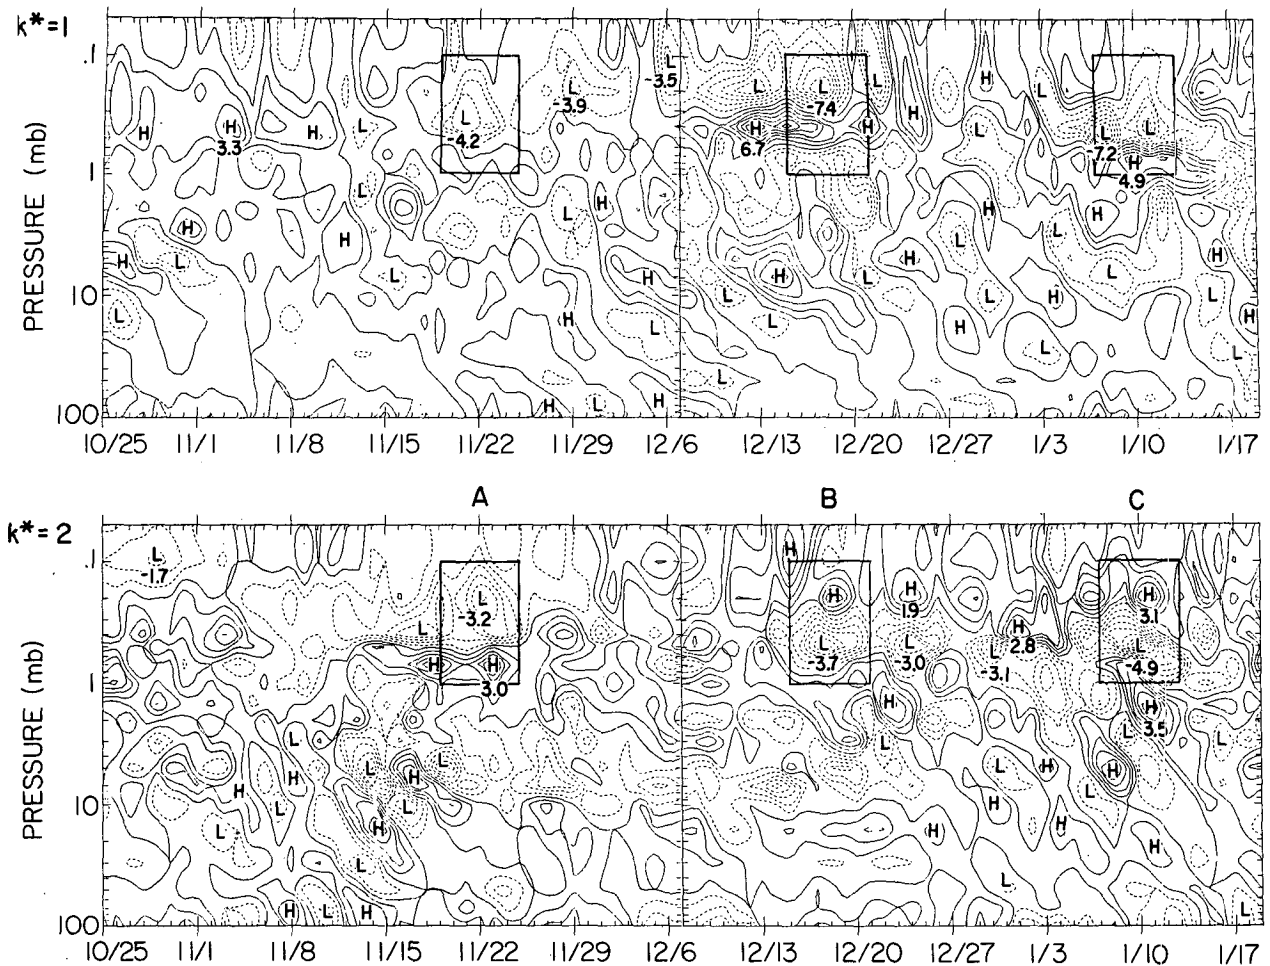 k*=1
PRESSURE (mb)
.1
1
10
100
H H H L L -4.2 L -3.9 -3.5
3.3
L H L L H
H L H L H
L H L H L H
L -7.4 L H L L H
H 6.7 H L -7.2 L H 4.9
H L L H H L H
L H L H L H L H L
L L H L H L
L
10/25 11/1 11/8 11/15 11/22 11/29 12/6 12/13 12/20 12/27 1/3 1/10 1/17
A B C
k*=2
PRESSURE (mb)
.1
1
10
100
L -1.7
L -3.2
L H H 3.0
L H H L H L L
L H L L H
H L H
H H H 1.9 H 3.1
L -3.7 L -3.0 L -3.1 H 2.8 L -4.9
H L H 3.5 L L
L H H L
H H H H
L L
10/25 11/1 11/8 11/15 11/22 11/29 12/6 12/13 12/20 12/27 1/3 1/10 1/17